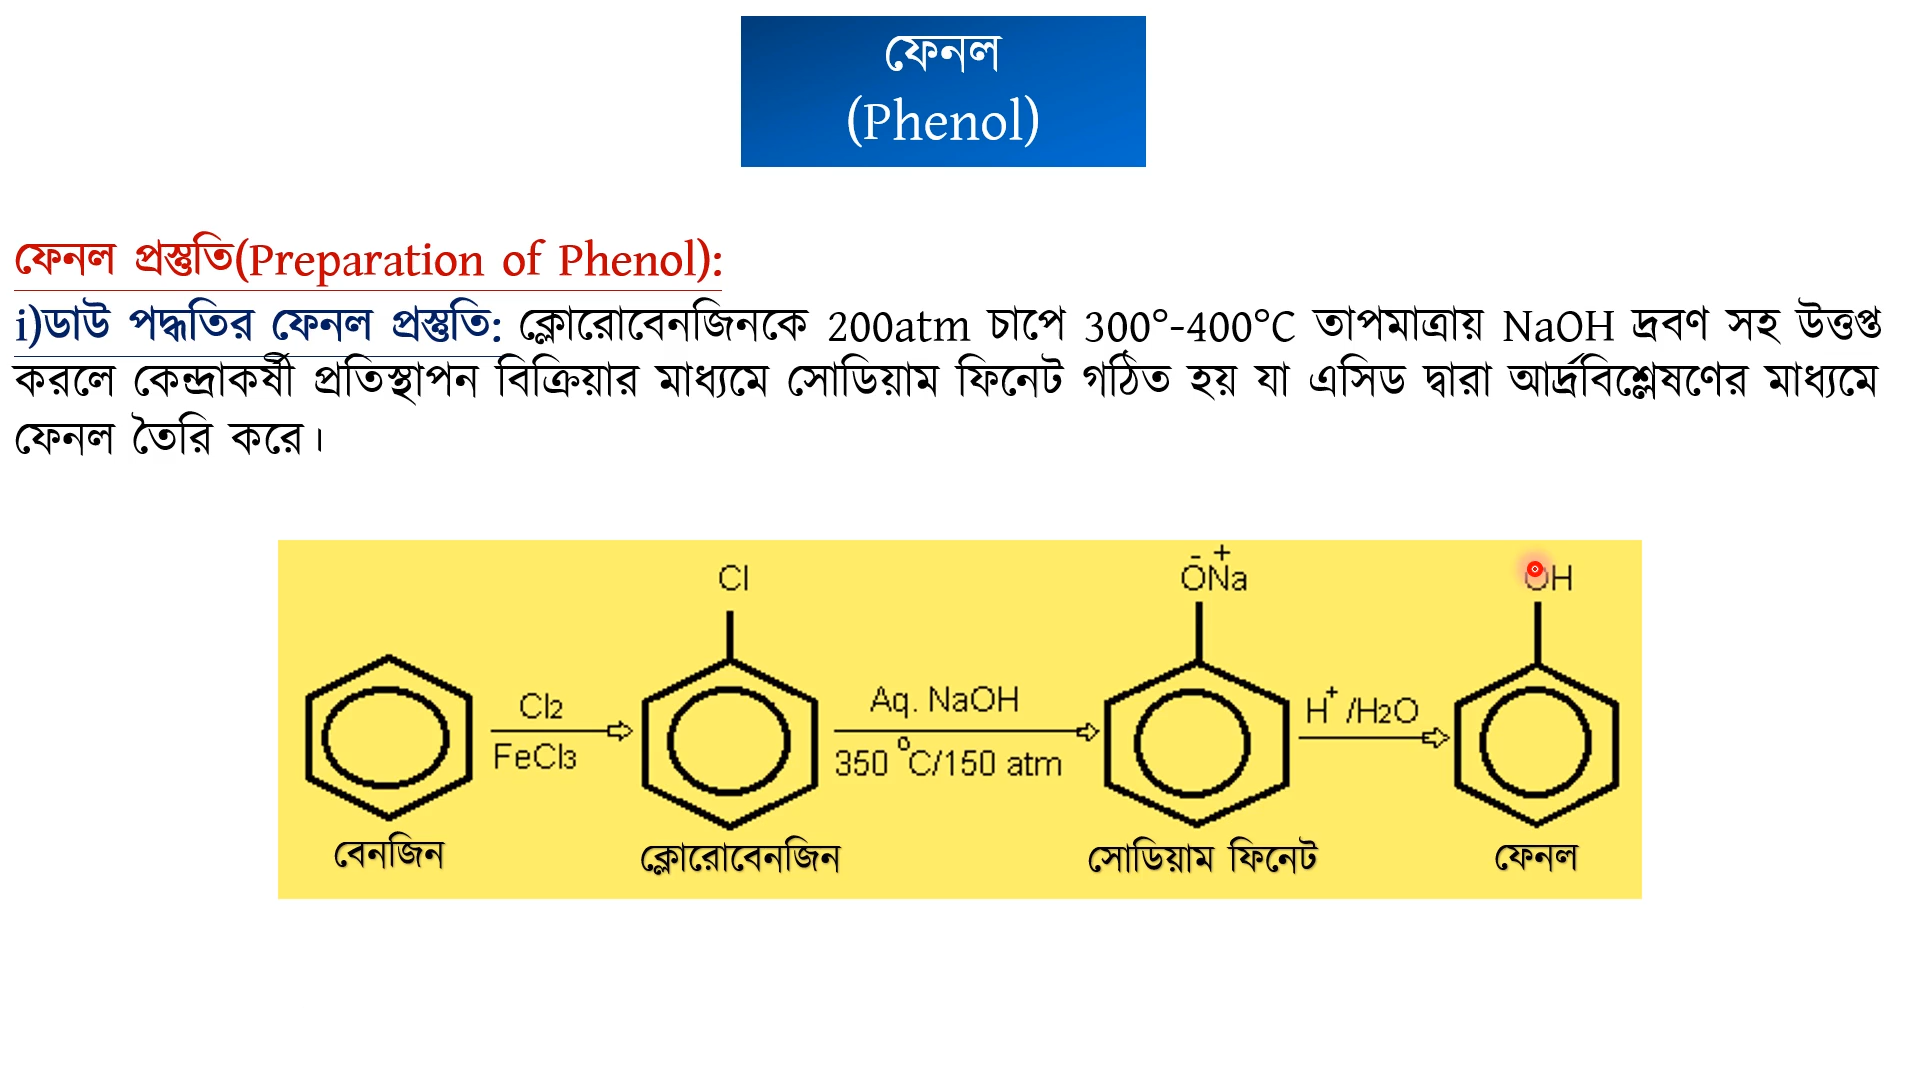 ফেনল
(Phenol)
ফেনল প্রস্তুতি(Preparation of Phenol):
i)ডাউ পদ্ধতির ফেনল প্রস্তুতি: ক্লোরোবেনজিনকে 200atm চাপে 300°-400°C তাপমাত্রায় NaOH দ্রবণ সহ উত্তপ্ত
করলে কেন্দ্রাকর্ষী প্রতিস্থাপন বিক্রিয়ার মাধ্যমে সোডিয়াম ফিনেট গঠিত হয় যা এসিড দ্বারা আর্দ্রবিশ্লেষণের মাধ্যমে
ফেনল তৈরি করে।
Cl
- +
ONa
OH
Cl2
FeCl3
Aq. NaOH
350 °C/150 atm
H+ /H2O
বেনজিন
ক্লোরোবেনজিন
সোডিয়াম ফিনেট
ফেনল